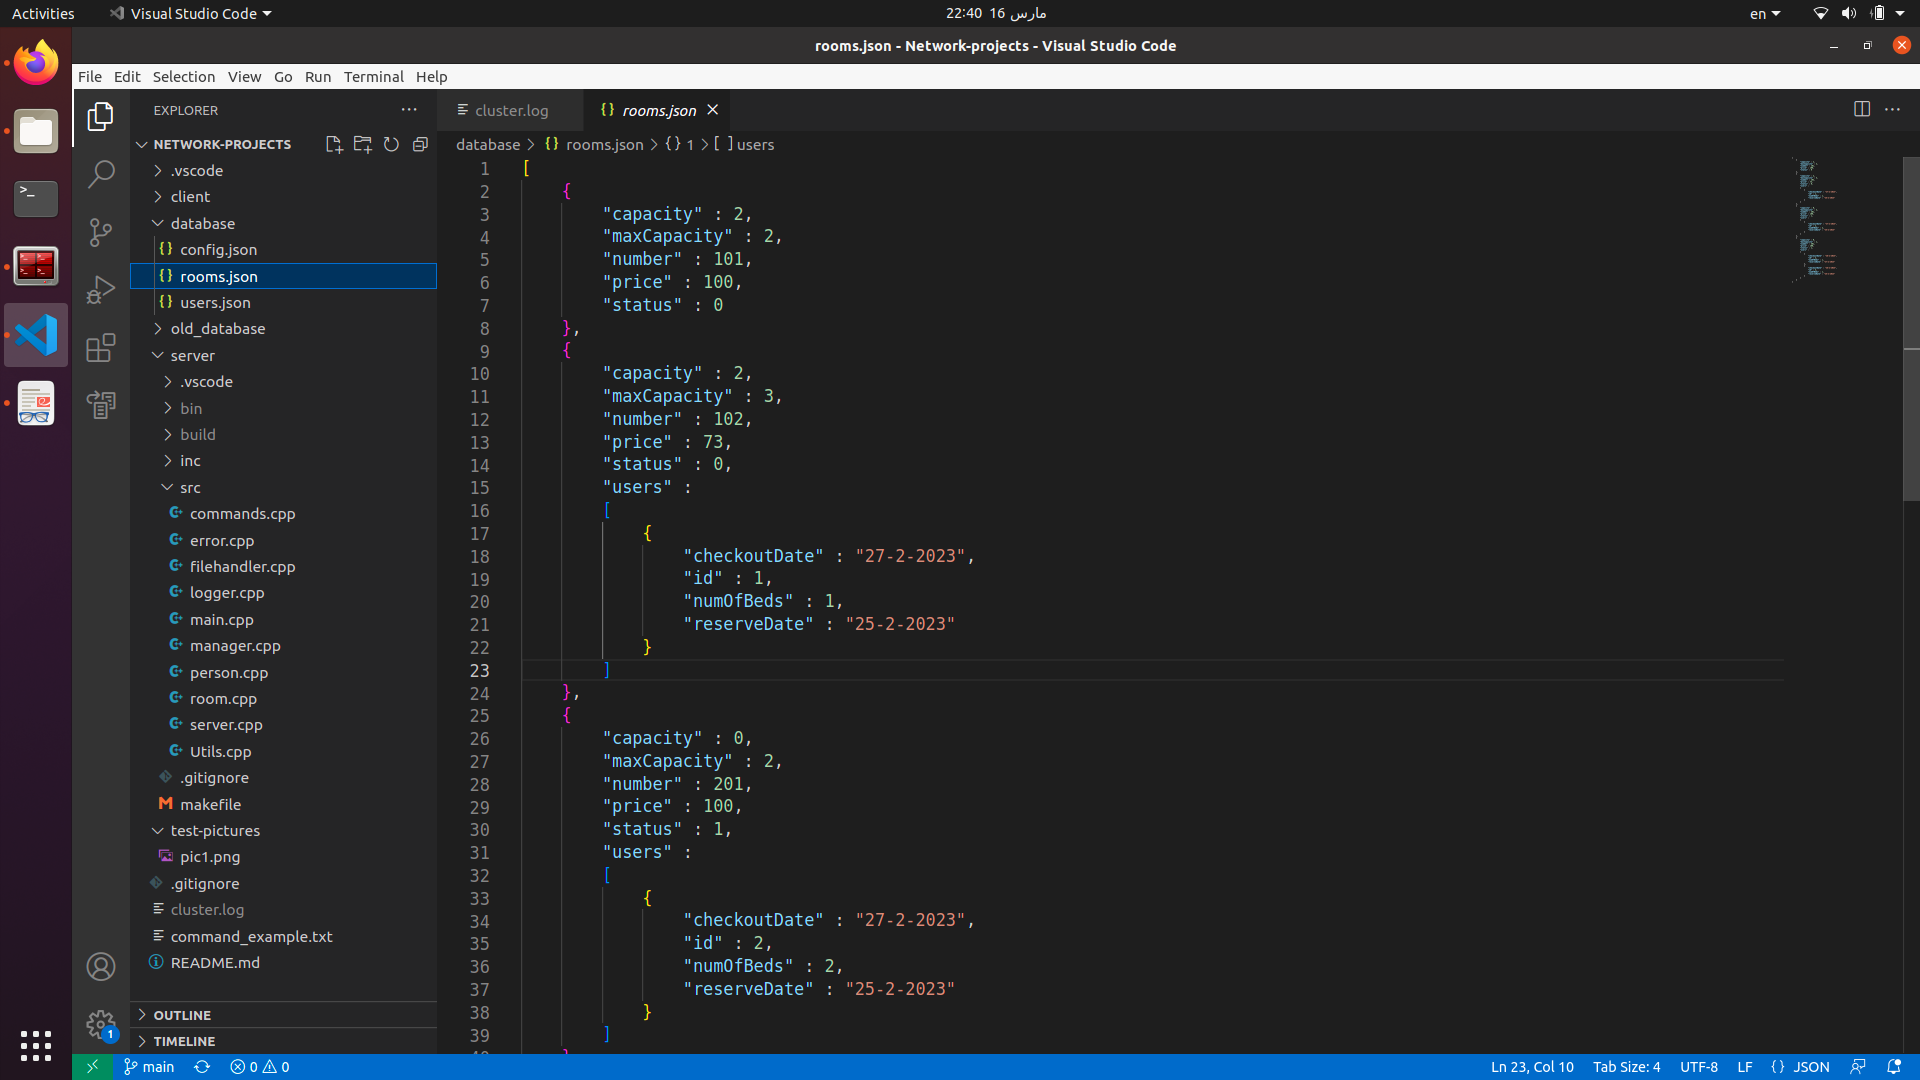 Activities
Visual Studio Code
22:40 16 مارس
en
rooms.json - Network-projects - Visual Studio Code
File Edit Selection View Go Run Terminal Help
EXPLORER
NETWORK-PROJECTS
.vscode
client
database
config.json
rooms.json
users.json
old_database
server
.vscode
bin
build
inc
src
commands.cpp
error.cpp
filehandler.cpp
logger.cpp
main.cpp
manager.cpp
person.cpp
room.cpp
server.cpp
Utils.cpp
.gitignore
makefile
test-pictures
pic1.png
.gitignore
cluster.log
command_example.txt
README.md
OUTLINE
TIMELINE
1
cluster.log
{} rooms.json
database > {} rooms.json > {} 1 > [ ] users
1 [
2 {
3 "capacity" : 2,
4 "maxCapacity" : 2,
5 "number" : 101,
6 "price" : 100,
7 "status" : 0
8 },
9 {
10 "capacity" : 2,
11 "maxCapacity" : 3,
12 "number" : 102,
13 "price" : 73,
14 "status" : 0,
15 "users" :
16 [
17 {
18 "checkoutDate" : "27-2-2023",
19 "id" : 1,
20 "numOfBeds" : 1,
21 "reserveDate" : "25-2-2023"
22 }
23 ]
24 },
25 {
26 "capacity" : 0,
27 "maxCapacity" : 2,
28 "number" : 201,
29 "price" : 100,
30 "status" : 1,
31 "users" :
32 [
33 {
34 "checkoutDate" : "27-2-2023",
35 "id" : 2,
36 "numOfBeds" : 2,
37 "reserveDate" : "25-2-2023"
38 }
39 ]
main
0 0
Ln 23, Col 10
Tab Size: 4
UTF-8
LF
{} JSON